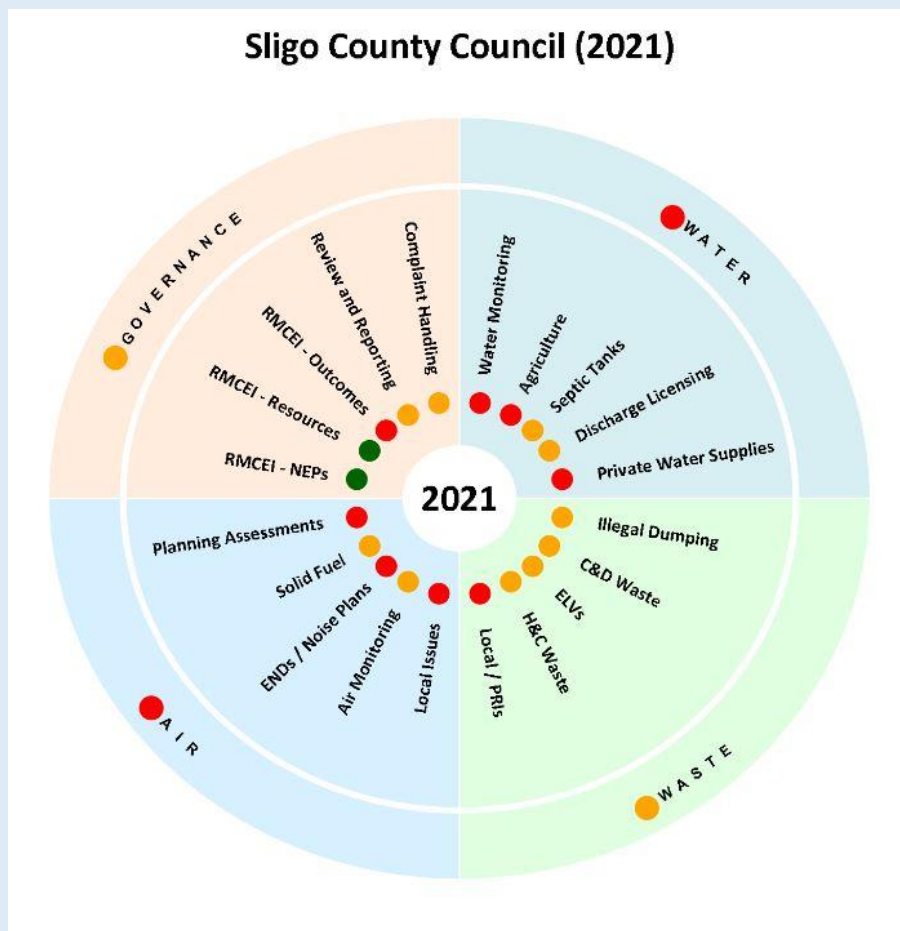 Sligo County Council (2021)
GOVERNANCE
Complaint Handling
Review and Reporting
RMCEI - Outcomes
RMCEI - Resources
RMCEI - NEPs
WATER
Water Monitoring
Agriculture
Septic Tanks
Discharge Licensing
Private Water Supplies
2021
Planning Assessments
Solid Fuel
ENDs / Noise Plans
Air Monitoring
Local Issues
AIR
Illegal Dumping
C&D Waste
ELVs
H&C Waste
Local / PRIs
WASTE